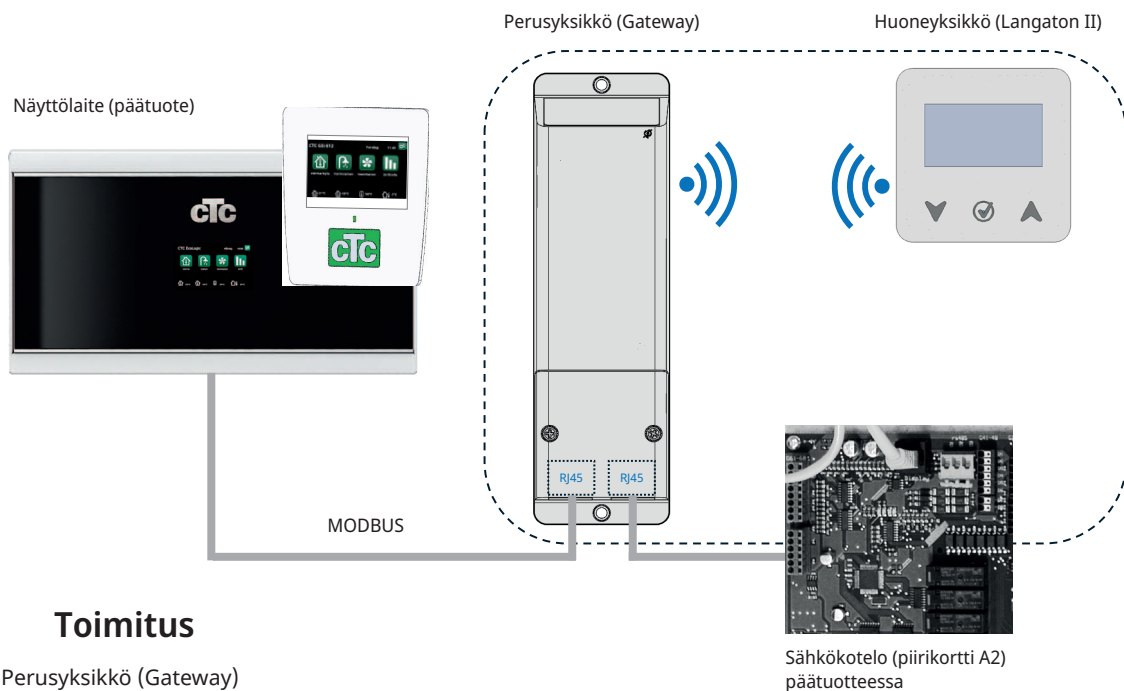 Perusyksikkö (Gateway)
Huoneyksikkö (Langaton II)
Näyttölaite (päätuote)
CTC
CTC
RJ45
RJ45
MODBUS
Toimitus
Perusyksikkö (Gateway)
Sähkökotelo (piirikortti A2)
päätuotteessa